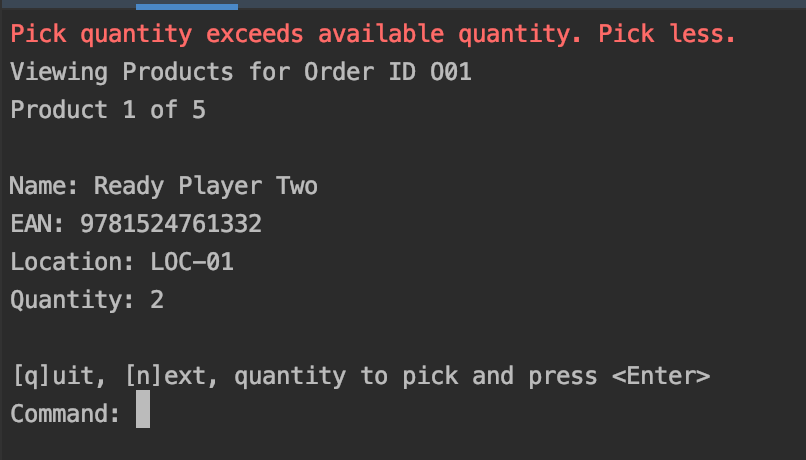 Pick quantity exceeds available quantity. Pick less.
Viewing Products for Order ID O01
Product 1 of 5
Name: Ready Player Two
EAN: 9781524761332
Location: LOC-01
Quantity: 2
[q]uit, [n]ext, quantity to pick and press <Enter>
Command: